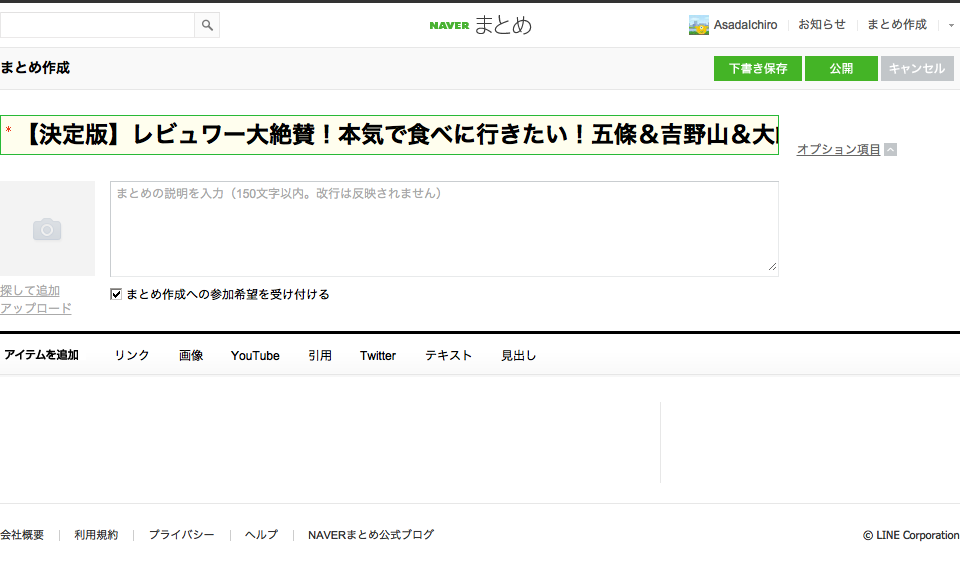 NAVER まとめ
AsadaIchiro お知らせ まとめ作成
まとめ作成
下書き保存 公開 キャンセル
* 【決定版】レビュワー大絶賛！本気で食べに行きたい！五條＆吉野山＆大
オプション項目
まとめの説明を入力（150文字以内。改行は反映されません）
探して追加
アップロード
まとめ作成への参加希望を受け付ける
アイテムを追加 リンク 画像 YouTube 引用 Twitter テキスト 見出し
会社概要 利用規約 プライバシー ヘルプ NAVERまとめ公式ブログ © LINE Corporation